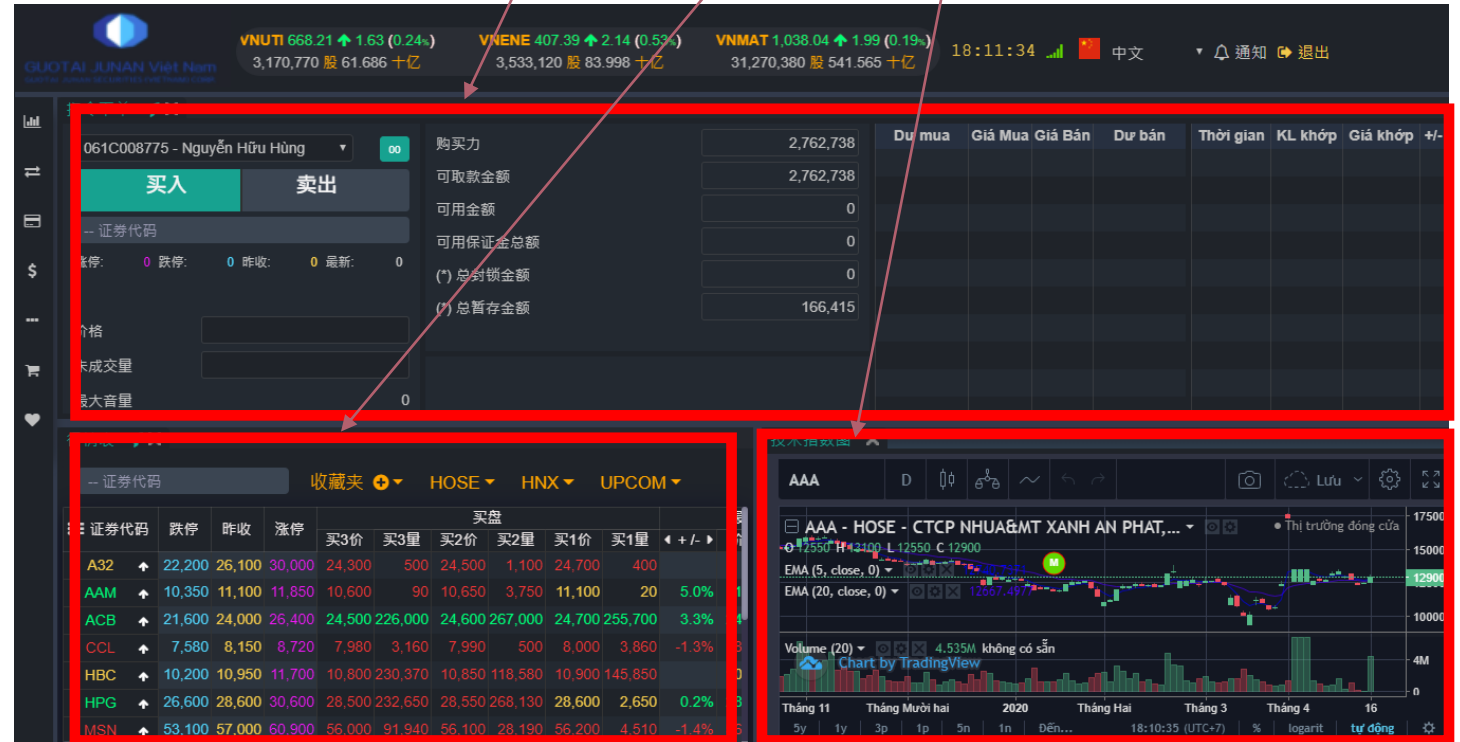 VNUTI 668.21 1.63 (0.24%) VNENE 407.39 2.14 (0.53%) VNMAT 1,038.04 1.99 (0.19%)
3,170,770 股 61.686 十亿 3,533,120 股 83.998 十亿 31,270,380 股 541.565 十亿
18:11:34 中文 通知 退出
GUOTAI JUNAN Việt Nam
061C008775 - Nguyễn Hữu Hùng
买入 卖出
-- 证券代码
涨停: 0 跌停: 0 昨收: 0 最新: 0
价格
未成交量
最大音量 0
购买力 2,762,738
可取款金额 2,762,738
可用金额 0
可用保证金总额 0
(*) 总封锁金额 0
(*) 总暂存金额 166,415
Dư mua Giá Mua Giá Bán Dư bán Thời gian KL khớp Giá khớp +/-
-- 证券代码 收藏夹 HOSE HNX UPCOM
证券代码 跌停 昨收 涨停 买盘
买3价 买3量 买2价 买2量 买1价 买1量 + /-
A32 22,200 26,100 30,000 24,300 500 24,500 1,100 24,700 400
AAM 10,350 11,100 11,850 10,600 90 10,650 3,750 11,100 20 5.0%
ACB 21,600 24,000 26,400 24,500 226,000 24,600 267,000 24,700 255,700 3.3%
CCL 7,580 8,150 8,720 7,980 3,160 7,990 500 8,000 3,860 -1.3%
HBC 10,200 10,950 11,700 10,800 230,370 10,850 118,580 10,900 145,850
HPG 26,600 28,600 30,600 28,500 232,650 28,550 268,130 28,600 2,650 0.2%
MSN 53,100 57,000 60,900 56,000 91,940 56,100 28,190 56,200 4,510 -1.4%
技术指数图
AAA D Lưu
AAA - HOSE - CTCP NHUA&MT XANH AN PHAT,... Thị trường đóng cửa
O 12550 H 13100 L 12550 C 12900
EMA (5, close, 0)
EMA (20, close, 0) 12667.4977
17500
15000
12900
10000
Volume (20) 4.535M không có sẵn
Chart by TradingView
4M
0
Tháng 11 Tháng Mười hai 2020 Tháng Hai Tháng 3 Tháng 4 16
5y 1y 3p 1p 5n 1n Đến... 18:10:35 (UTC+7) % logarit tự động